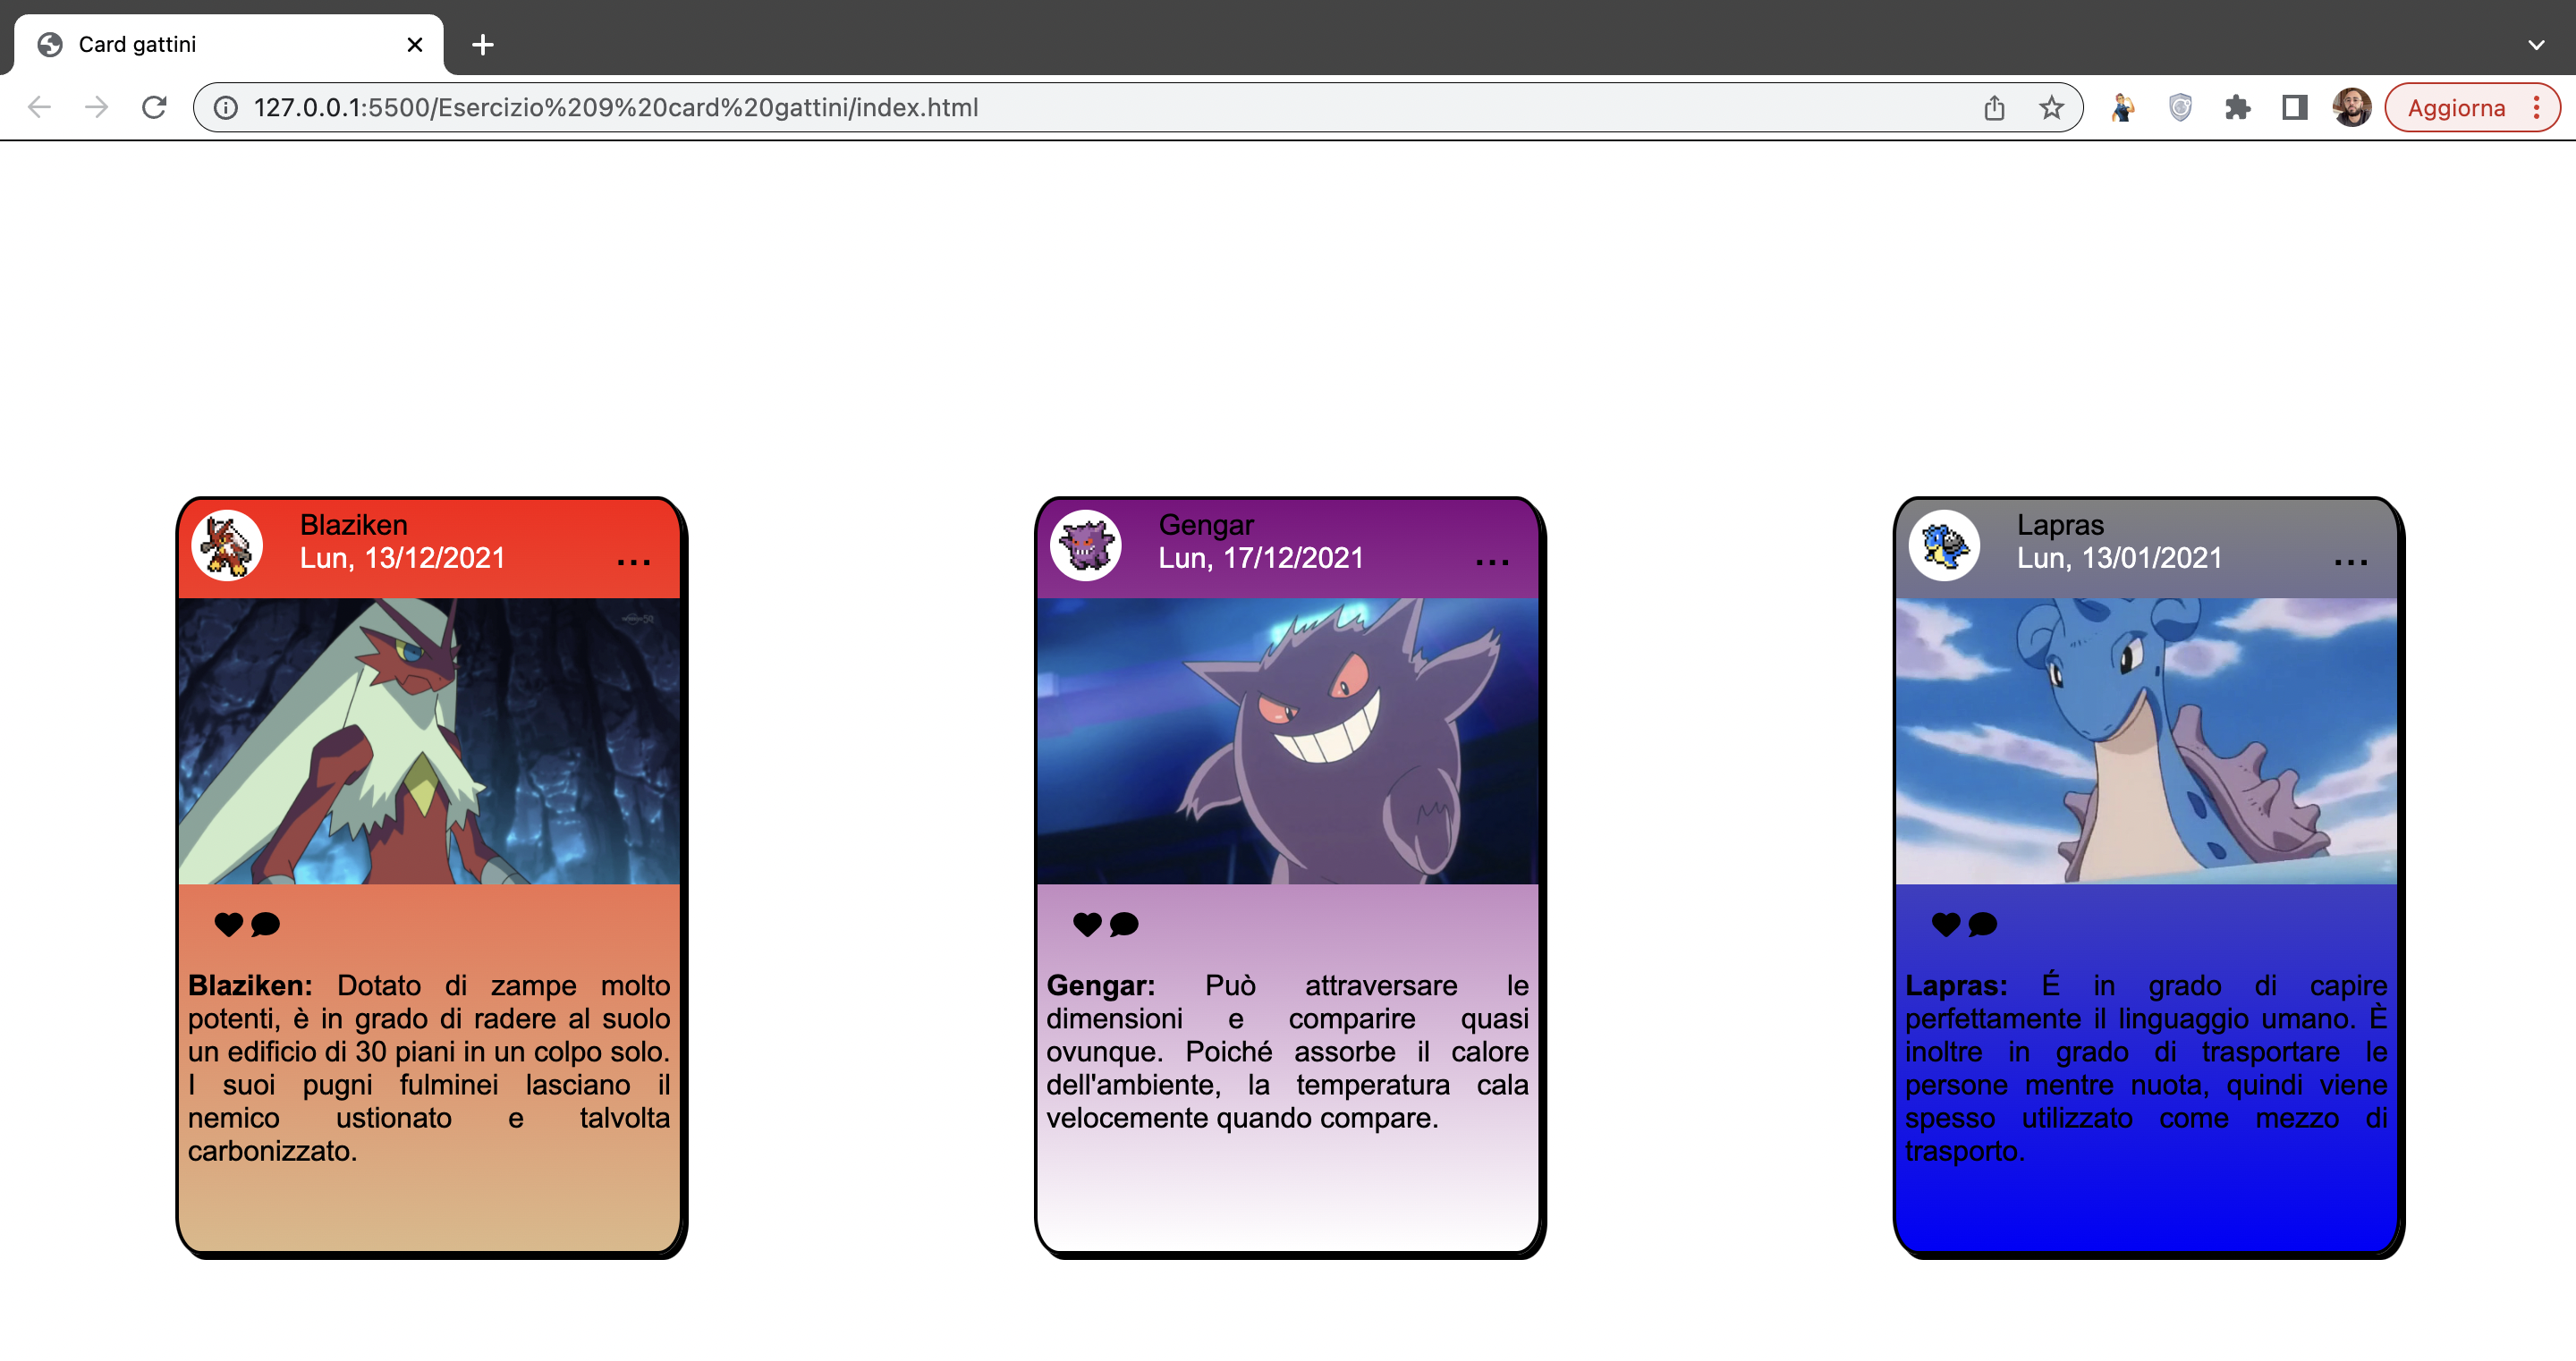 Card gattini
127.0.0.1:5500/Esercizio%209%20card%20gattini/index.html
Aggiorna
Blaziken
Lun, 13/12/2021
...
Blaziken: Dotato di zampe molto
potenti, è in grado di radere al suolo
un edificio di 30 piani in un colpo solo.
I suoi pugni fulminei lasciano il
nemico ustionato e talvolta
carbonizzato.
Gengar
Lun, 17/12/2021
...
Gengar: Può attraversare le
dimensioni e comparire quasi
ovunque. Poiché assorbe il calore
dell'ambiente, la temperatura cala
velocemente quando compare.
Lapras
Lun, 13/01/2021
...
Lapras: É in grado di capire
perfettamente il linguaggio umano. È
inoltre in grado di trasportare le
persone mentre nuota, quindi viene
spesso utilizzato come mezzo di
trasporto.